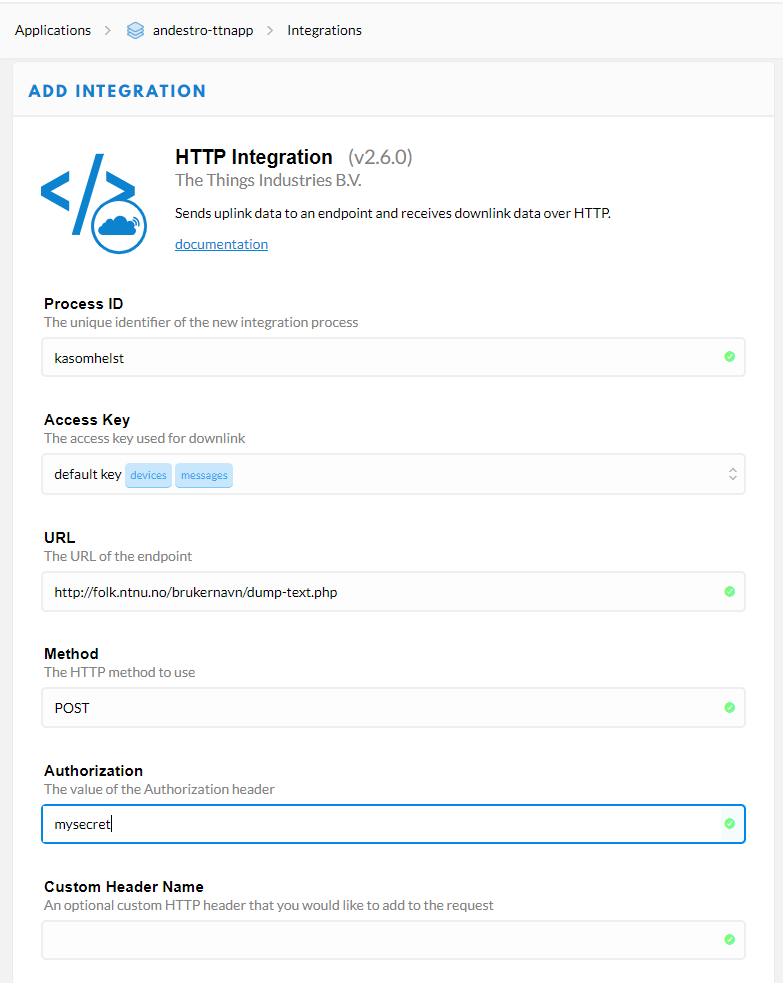 Applications > andestro-ttnapp > Integrations
ADD INTEGRATION
HTTP Integration (v2.6.0)
The Things Industries B.V.
Sends uplink data to an endpoint and receives downlink data over HTTP.
documentation
Process ID
The unique identifier of the new integration process
kasomhelst
Access Key
The access key used for downlink
default key devices messages
URL
The URL of the endpoint
http://folk.ntnu.no/brukernavn/dump-text.php
Method
The HTTP method to use
POST
Authorization
The value of the Authorization header
mysecret
Custom Header Name
An optional custom HTTP header that you would like to add to the request